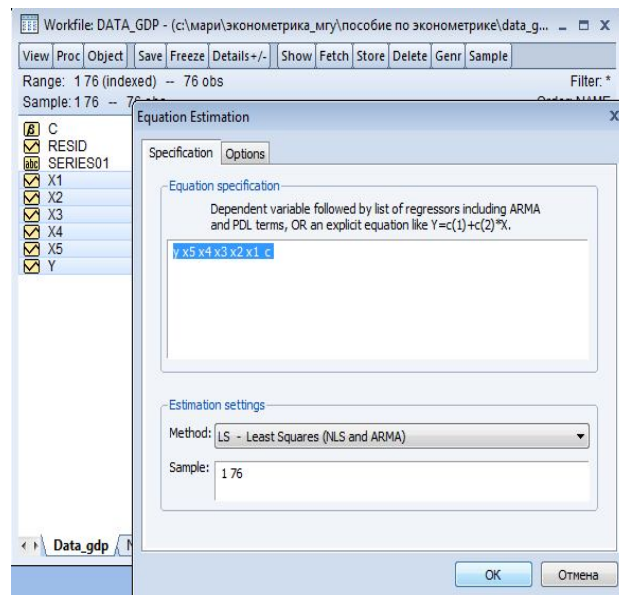 Workfile: DATA_GDP - (c:\мари\эконометрика_мгу\пособие по эконометрике\data_g...
View Proc Object Save Freeze Details+/- Show Fetch Store Delete Genr Sample
Range: 1 76 (indexed) -- 76 obs Filter: *
Sample: 1 76 --
Equation Estimation
X
Specification Options
Equation specification
Dependent variable followed by list of regressors including ARMA
and PDL terms, OR an explicit equation like Y=c(1)+c(2)*X.
y x5 x4 x3 x2 x1 c
Estimation settings
Method: LS - Least Squares (NLS and ARMA)
Sample: 1 76
OK Отмена
β C
RESID
abc SERIES01
X1
X2
X3
X4
X5
Y
Data_gdp